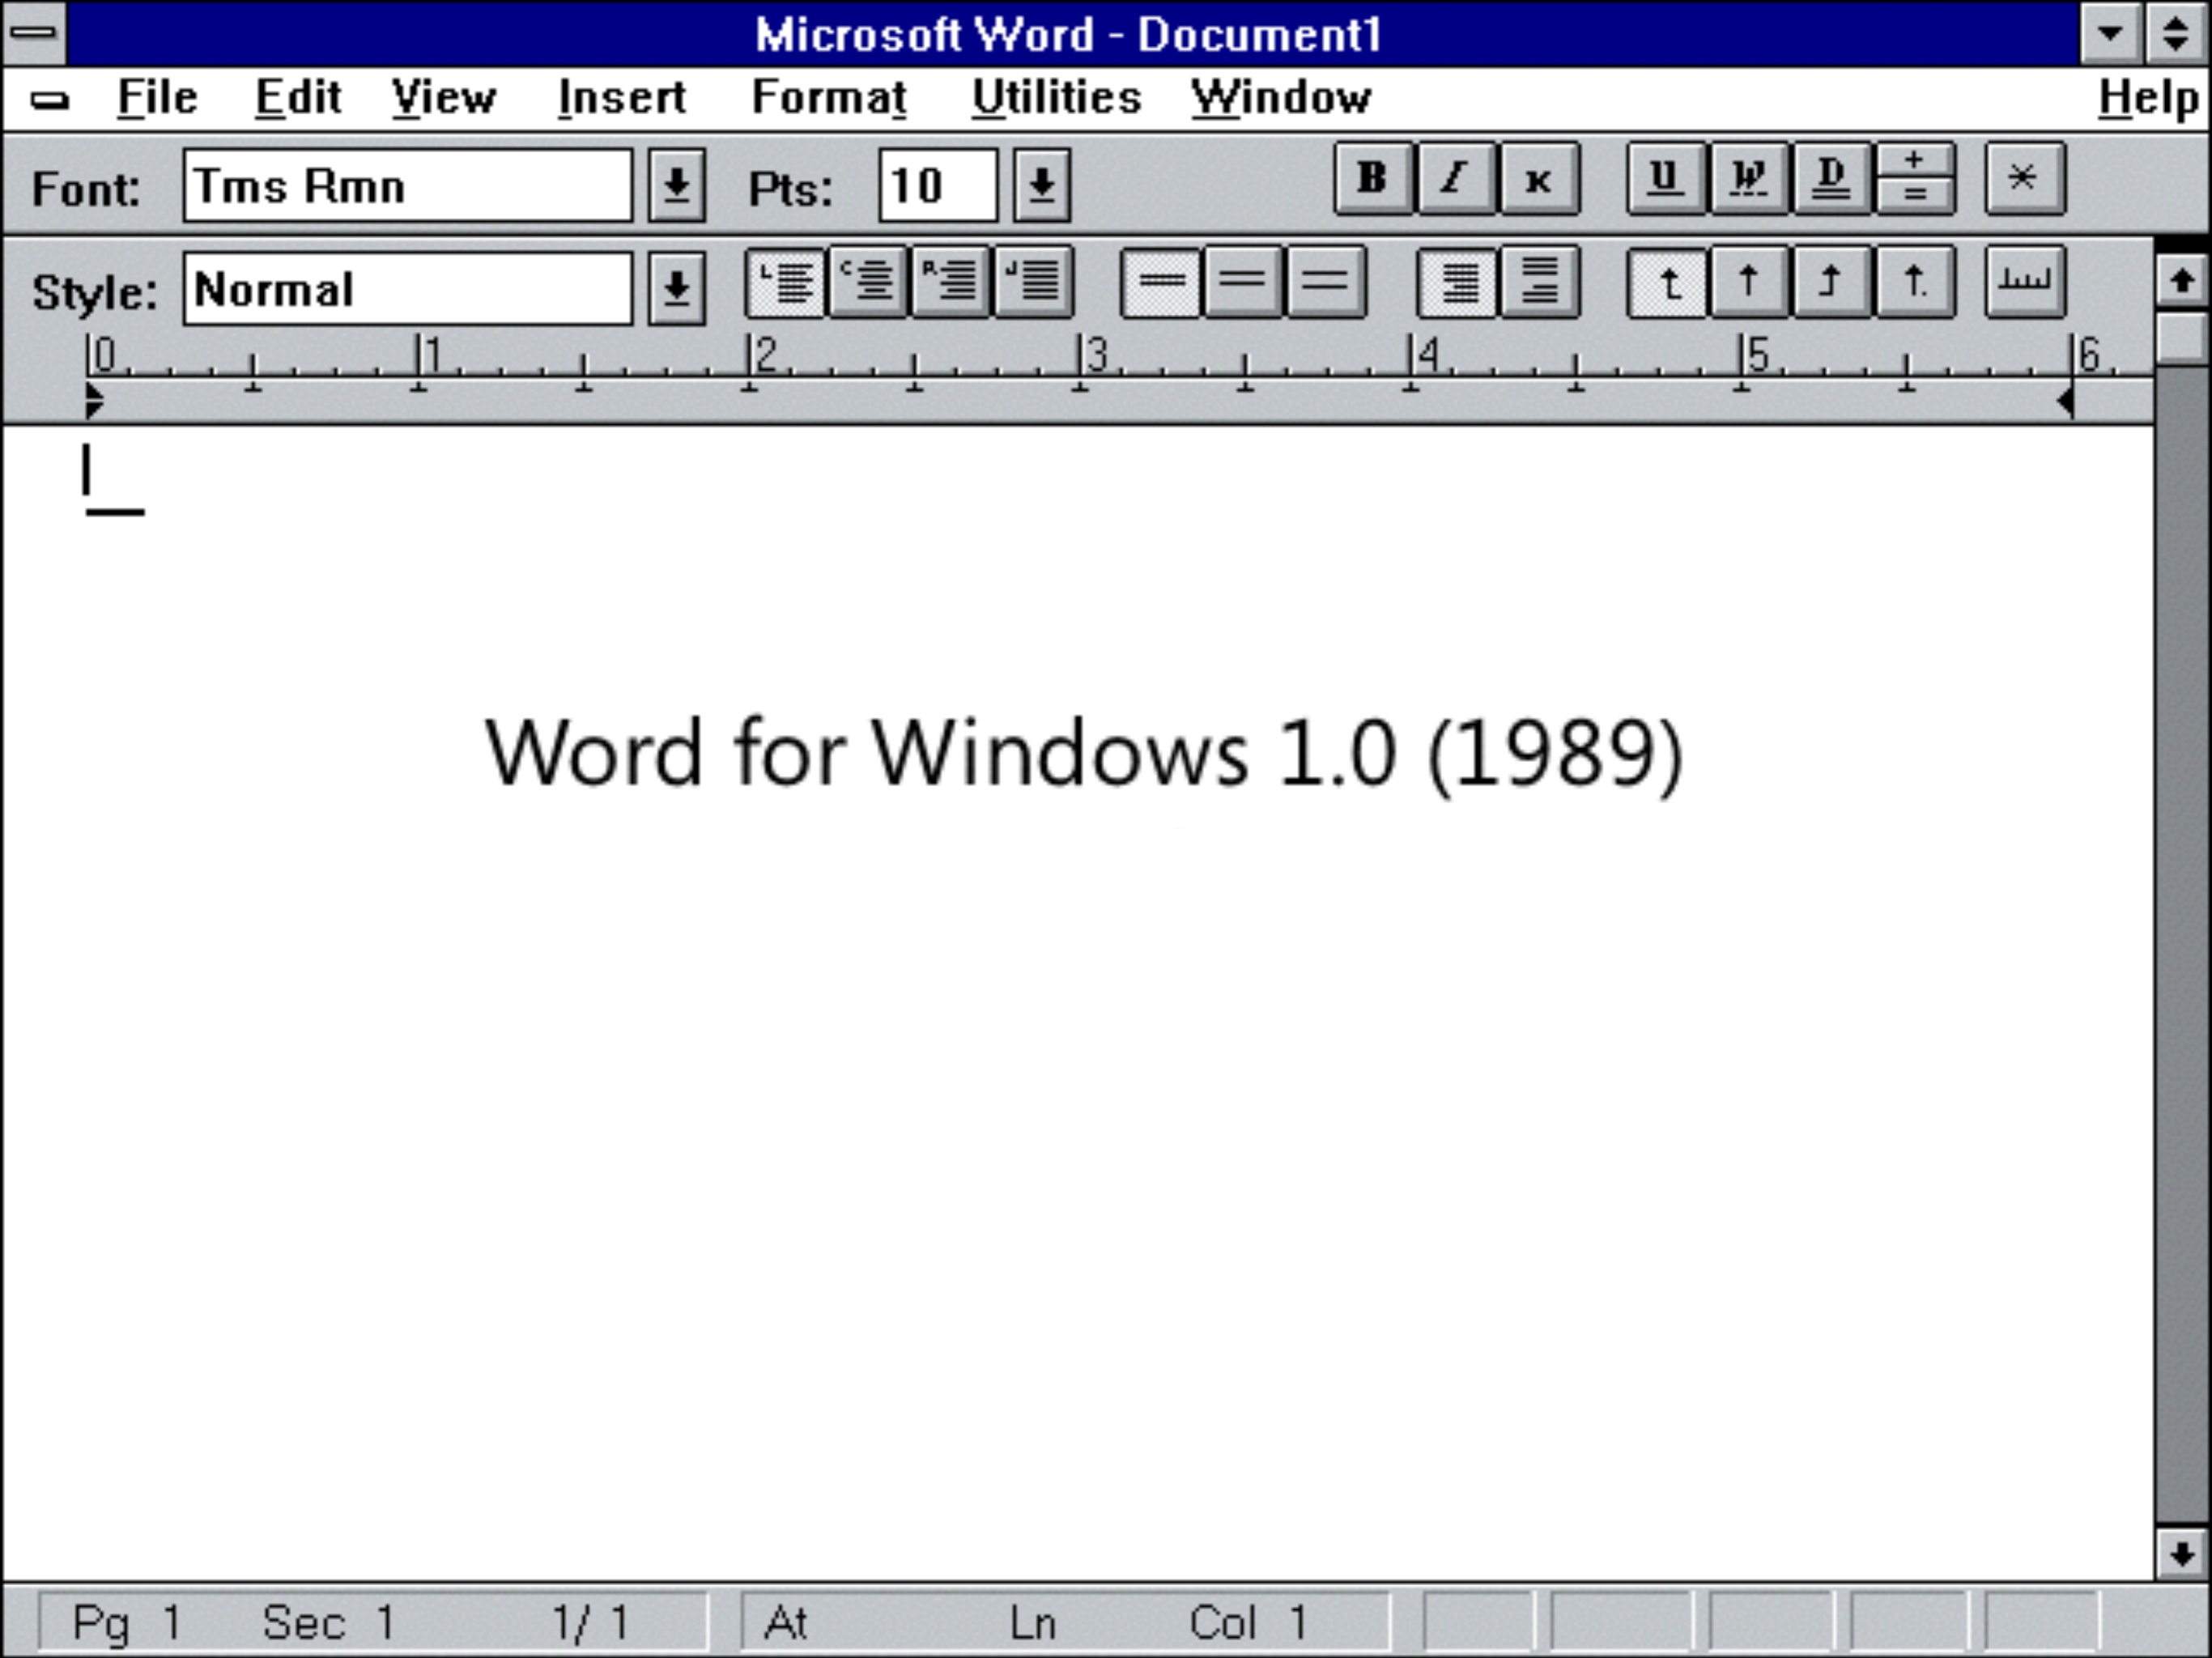 Microsoft Word - Document1
File Edit View Insert Format Utilities Window Help
Font: Tms Rmn Pts: 10 B I K U W D + = *
Style: Normal L C R J
0 1 2 3 4 5 6
Word for Windows 1.0 (1989)
Pg 1 Sec 1 1/ 1 At Ln Col 1